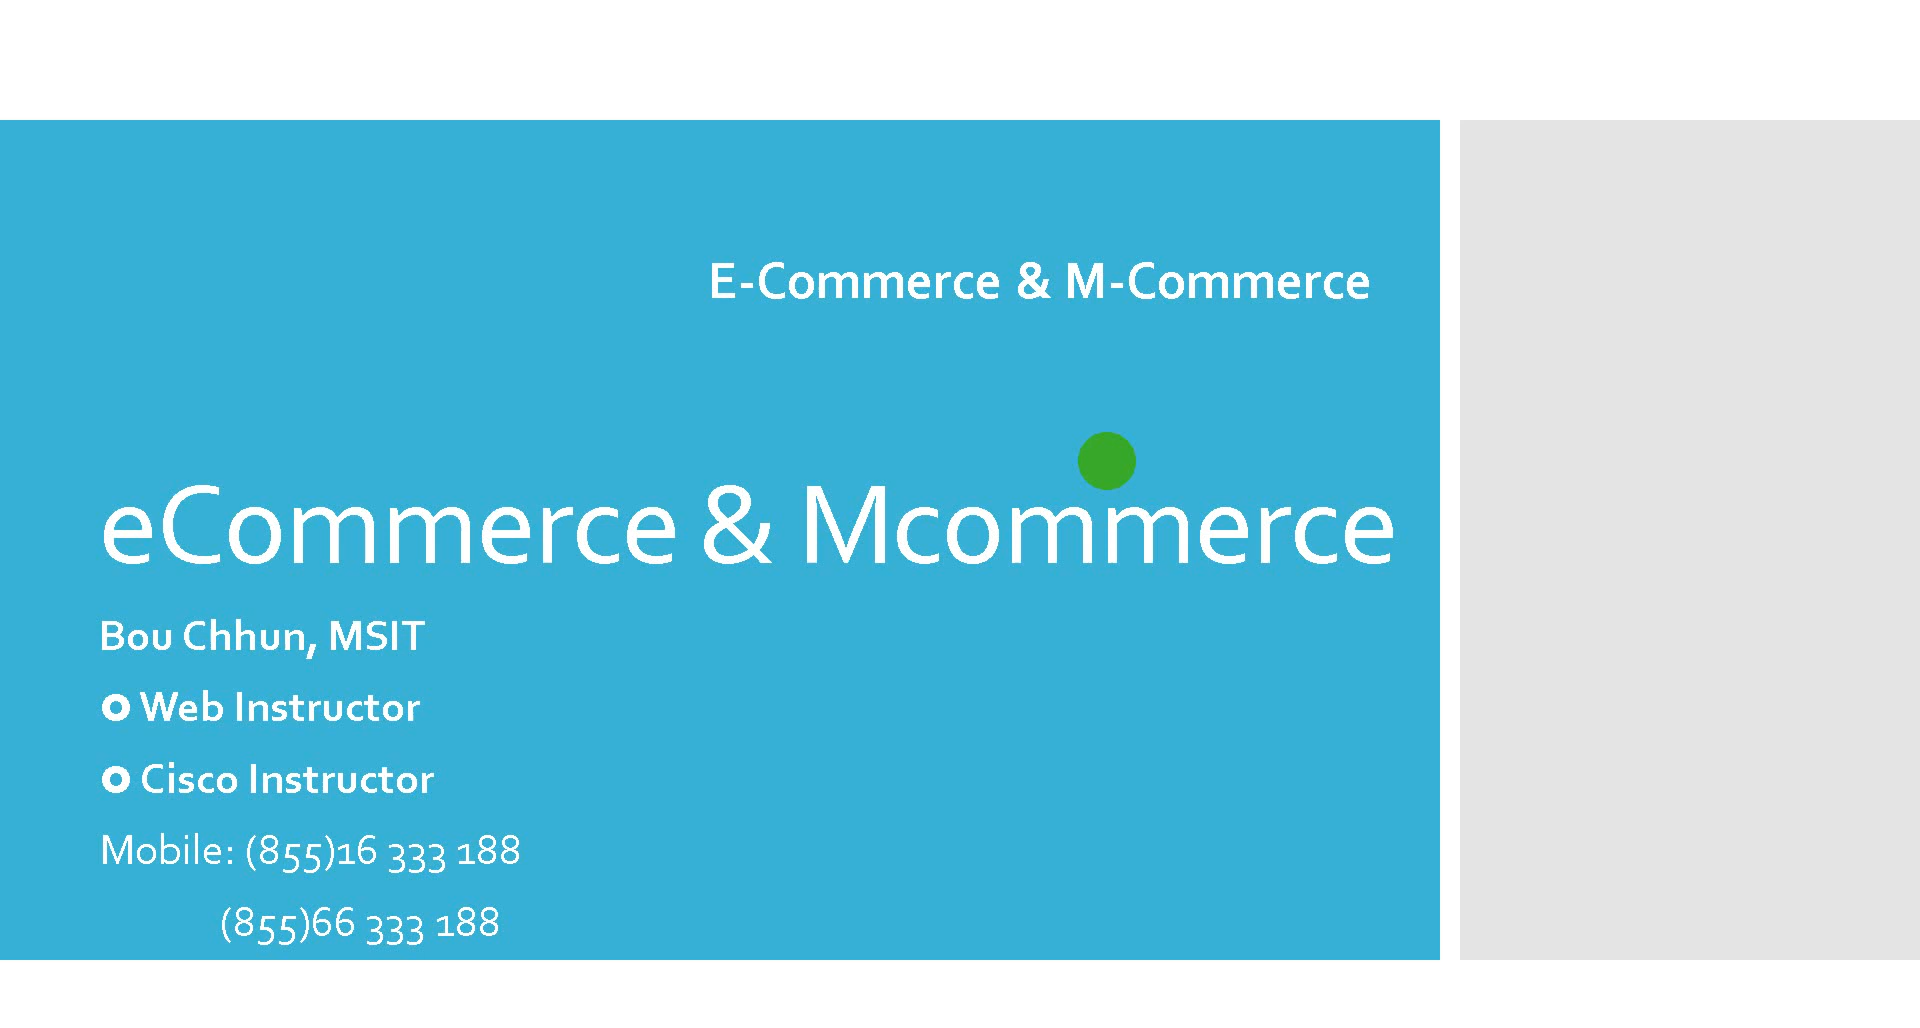 E-Commerce & M-Commerce
eCommerce & Mcommerce
Bou Chhun, MSIT
Web Instructor
Cisco Instructor
Mobile: (855)16 333 188
(855)66 333 188